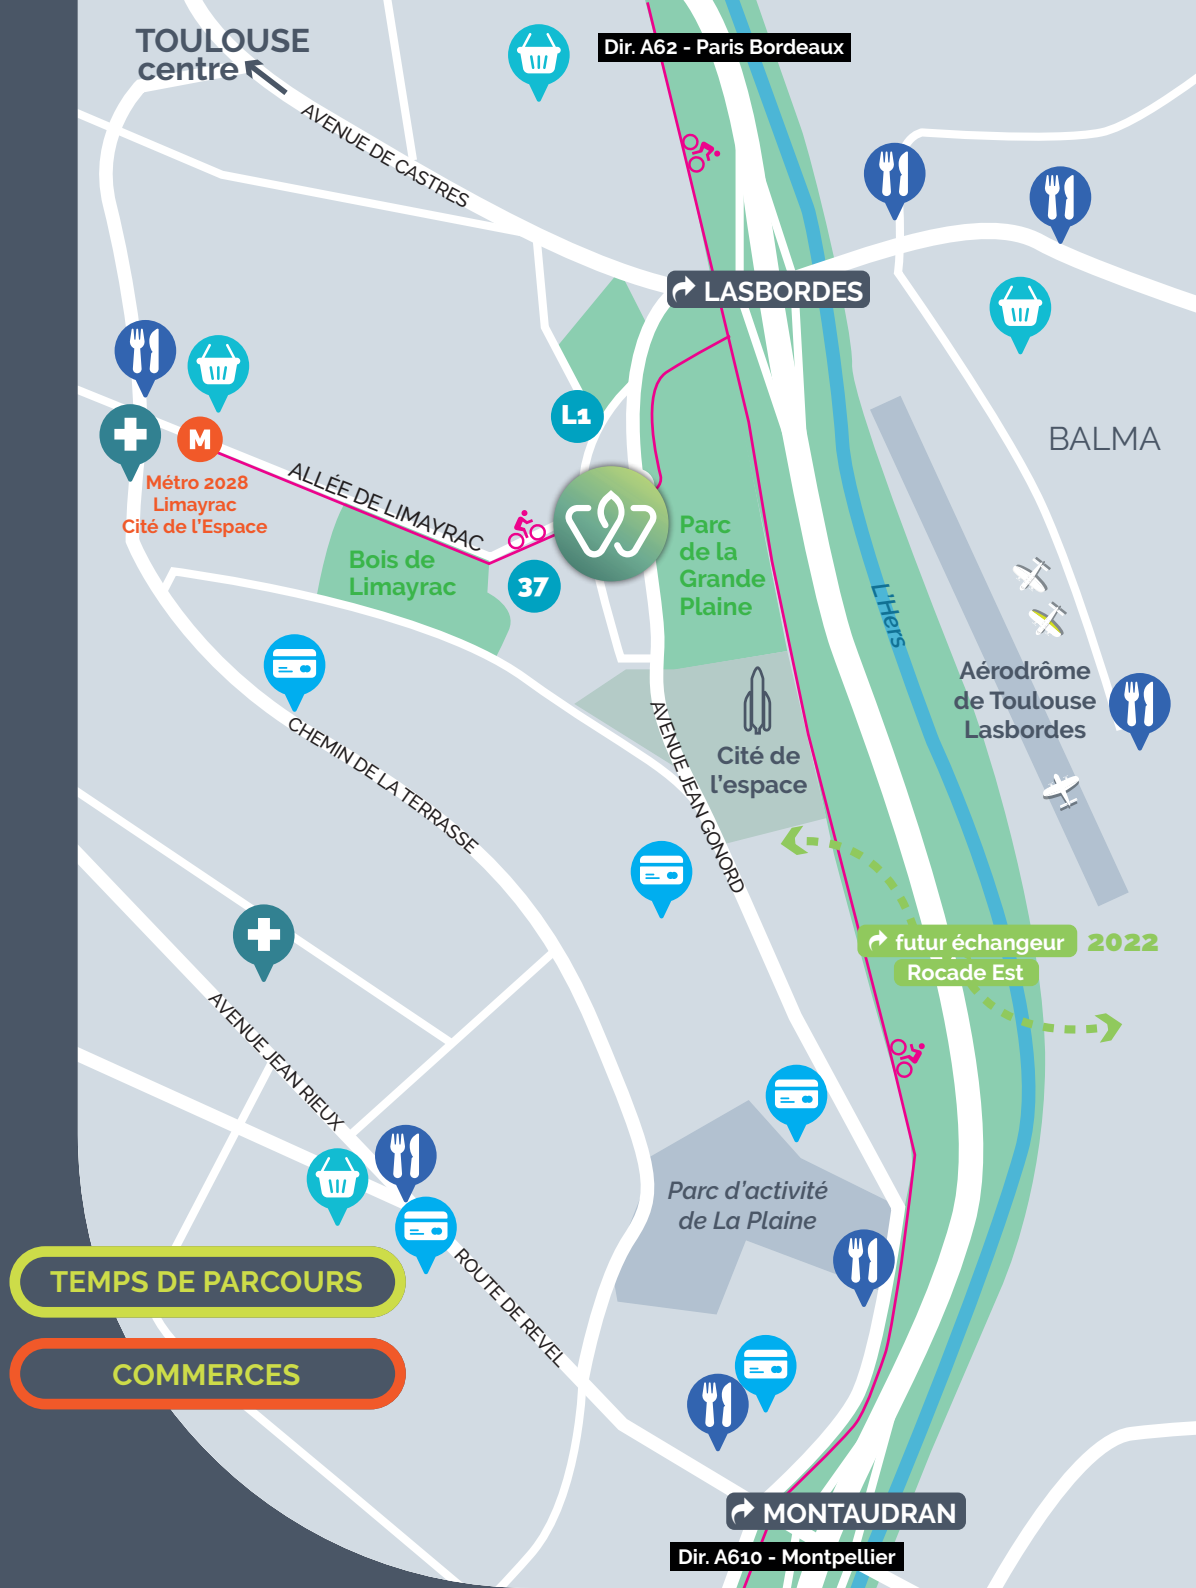 TOULOUSE
centre
Dir. A62 - Paris Bordeaux
AVENUE DE CASTRES
LASBORDES
BALMA
L1
M
Métro 2028
Limayrac
Cité de l'Espace
ALLÉE DE LIMAYRAC
Bois de
Limayrac
37
Parc
de la
Grande
Plaine
L'Hers
Aérodrôme
de Toulouse
Lasbordes
CHEMIN DE LA TERRASSE
AVENUE JEAN GONORD
Cité de
l'espace
futur échangeur 2022
Rocade Est
AVENUE JEAN RIEUX
Parc d'activité
de La Plaine
TEMPS DE PARCOURS
ROUTE DE REVEL
COMMERCES
MONTAUDRAN
Dir. A610 - Montpellier